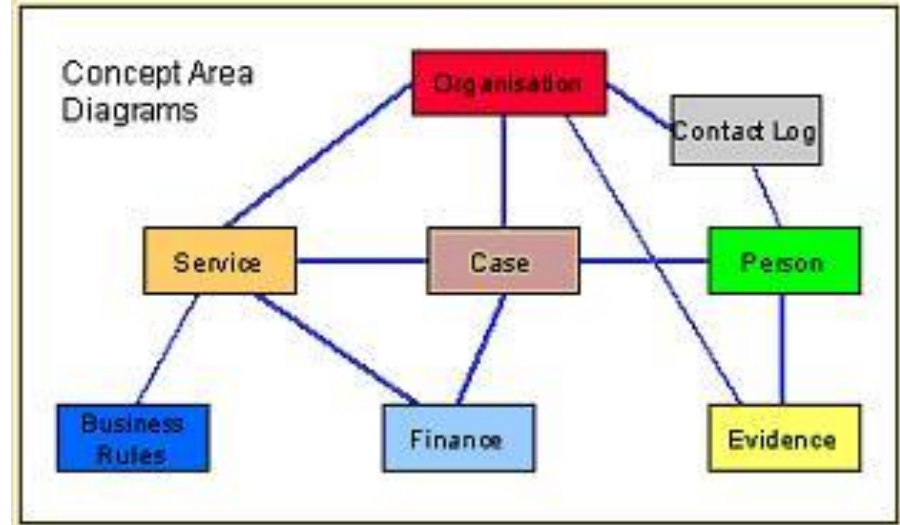 Concept Area
Diagrams
Organisation
Contact Log
Service
Case
Person
Business
Rules
Finance
Evidence